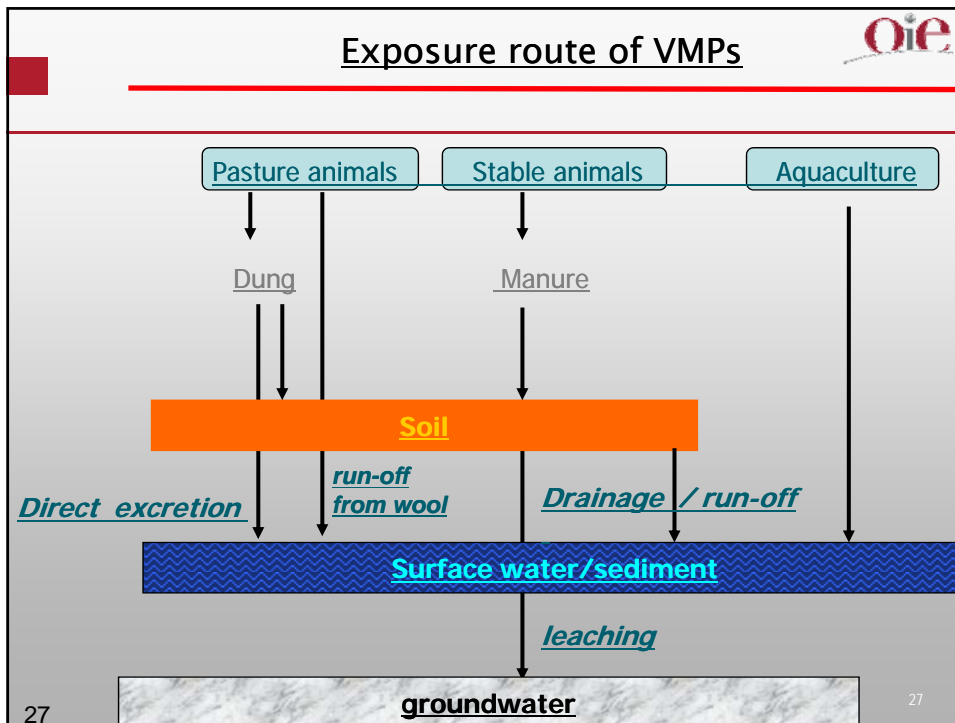 Exposure route of VMPs
Oie
Pasture animals Stable animals Aquaculture
Dung Manure
Soil
run-off
from wool
Direct excretion
Drainage / run-off
Surface water/sediment
leaching
groundwater
27
27